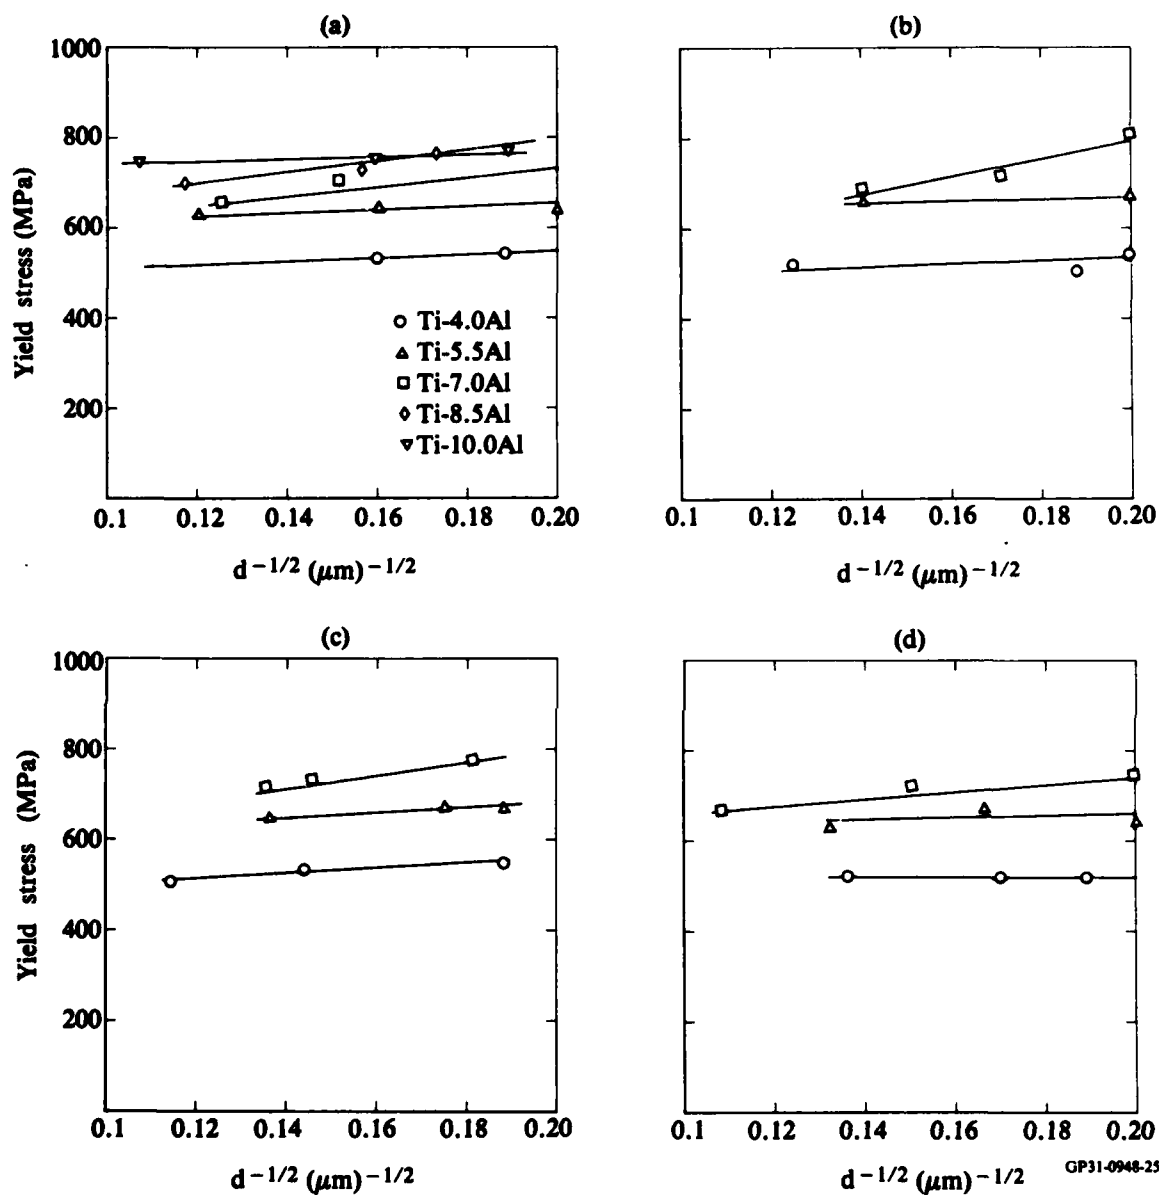 (a)
(b)
1000
800
600
400
200
Yield stress (MPa)
Ti-4.0Al
Ti-5.5Al
Ti-7.0Al
Ti-8.5Al
Ti-10.0Al
0.1 0.12 0.14 0.16 0.18 0.20
0.1 0.12 0.14 0.16 0.18 0.20
d −1/2 (μm) −1/2
d −1/2 (μm) −1/2
(c)
(d)
1000
800
600
400
200
Yield stress (MPa)
0.1 0.12 0.14 0.16 0.18 0.20
0.1 0.12 0.14 0.16 0.18 0.20
d −1/2 (μm) −1/2
d −1/2 (μm) −1/2
GP31-0948-25